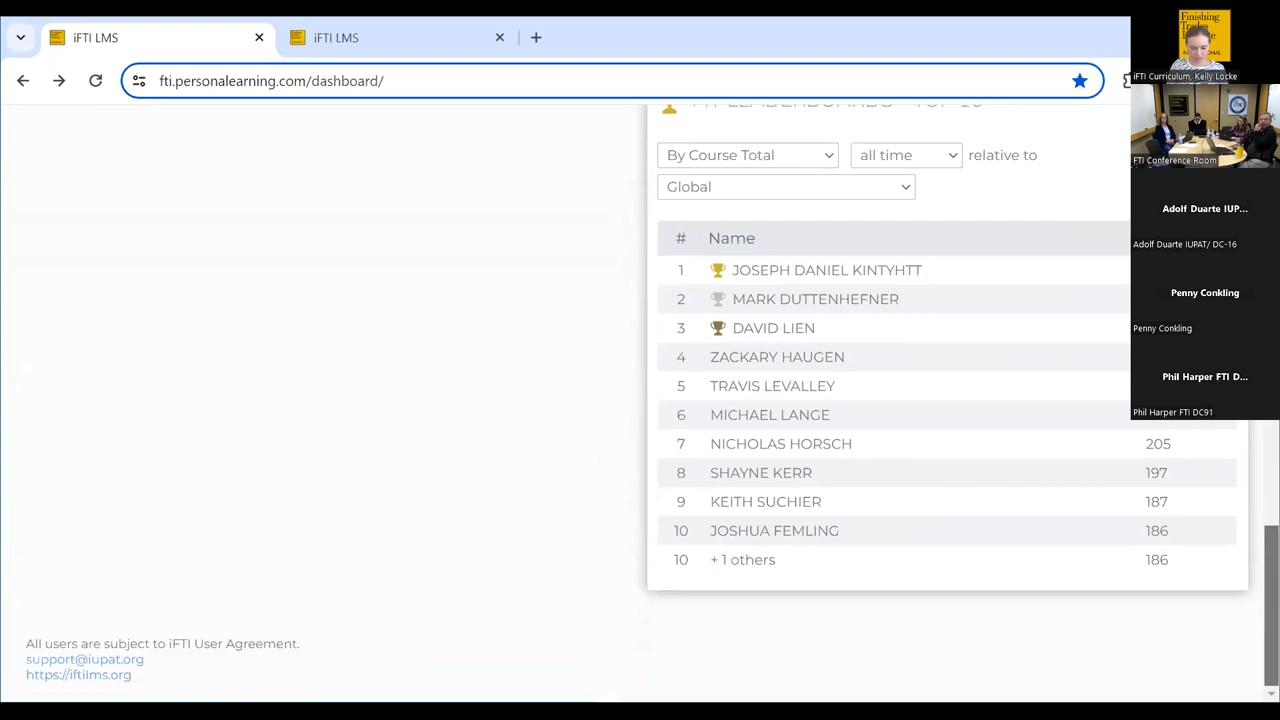 iFTI LMS
iFTI LMS
fti.personalearning.com/dashboard/
By Course Total
all time
relative to
Global
# Name
1 JOSEPH DANIEL KINTYHTT
2 MARK DUTTENHEFNER
3 DAVID LIEN
4 ZACKARY HAUGEN
5 TRAVIS LEVALLEY
6 MICHAEL LANGE
7 NICHOLAS HORSCH 205
8 SHAYNE KERR 197
9 KEITH SUCHIER 187
10 JOSHUA FEMLING 186
10 + 1 others 186
All users are subject to iFTI User Agreement.
support@iupat.org
https://iftilms.org
Finishing
Trades
iFTI Curriculum, Kelly Locke
FTI Conference Room
Adolf Duarte IUP...
Adolf Duarte IUPAT/ DC-16
Penny Conkling
Penny Conkling
Phil Harper FTI D...
Phil Harper FTI DC91